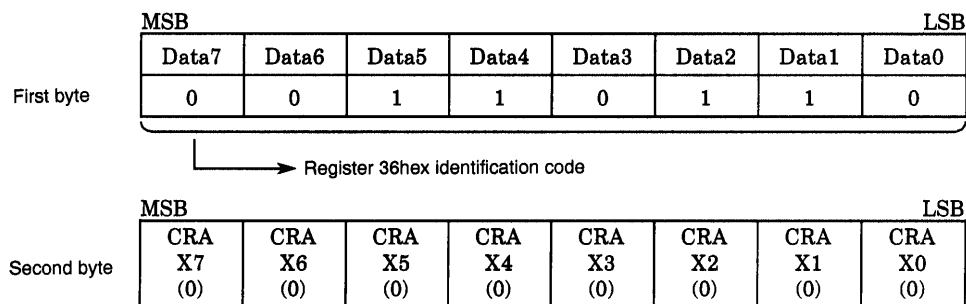 MSB LSB
Data7 Data6 Data5 Data4 Data3 Data2 Data1 Data0
First byte 0 0 1 1 0 1 1 0
Register 36hex identification code
MSB LSB
CRA CRA CRA CRA CRA CRA CRA CRA
Second byte X7 X6 X5 X4 X3 X2 X1 X0
(0) (0) (0) (0) (0) (0) (0) (0)